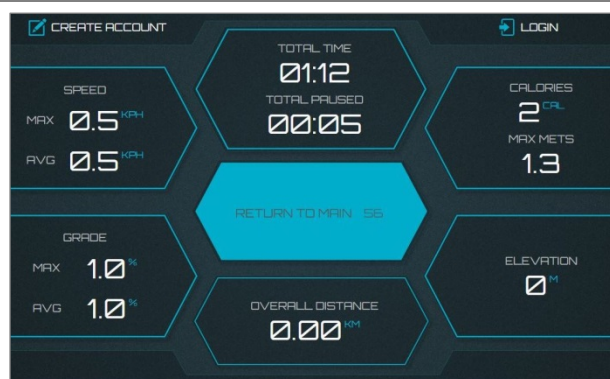 CREATE ACCOUNT
LOGIN
TOTAL TIME
01:12
TOTAL PAUSED
00:05
SPEED
MAX 0.5 KPH
AVG 0.5 KPH
CALORIES
2 CAL
MAX METS
1.3
RETURN TO MAIN 56
GRADE
MAX 1.0 %
AVG 1.0 %
ELEVATION
0 M
OVERALL DISTANCE
0.00 KM